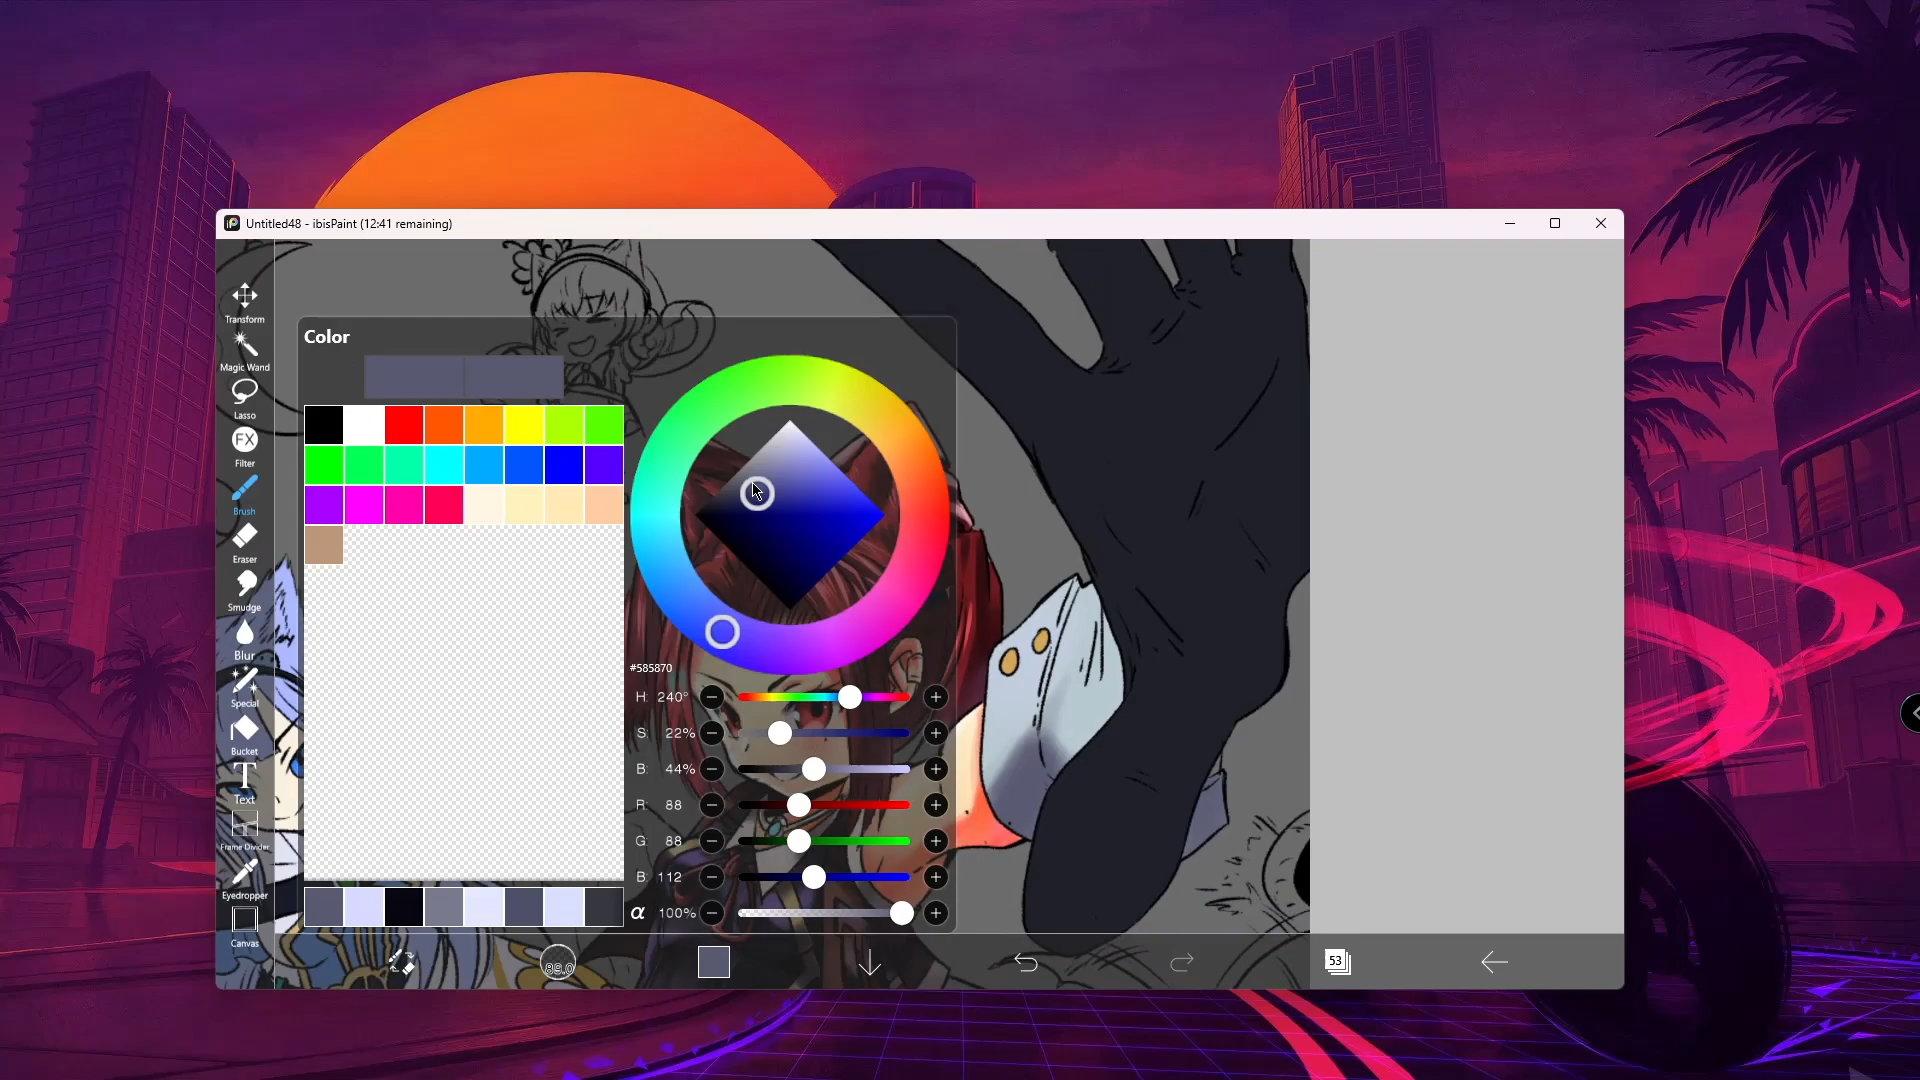 Untitled48 - ibisPaint (12:41 remaining)
Transform
Magic Wand
Lasso
FX
Filter
Brush
Eraser
Smudge
Blur
Special
Bucket
T
Text
Frame Divider
Eyedropper
Canvas
Color
#585870
H: 240°
S: 22%
B: 44%
R: 88
G: 88
B: 112
α 100%
89.0
53